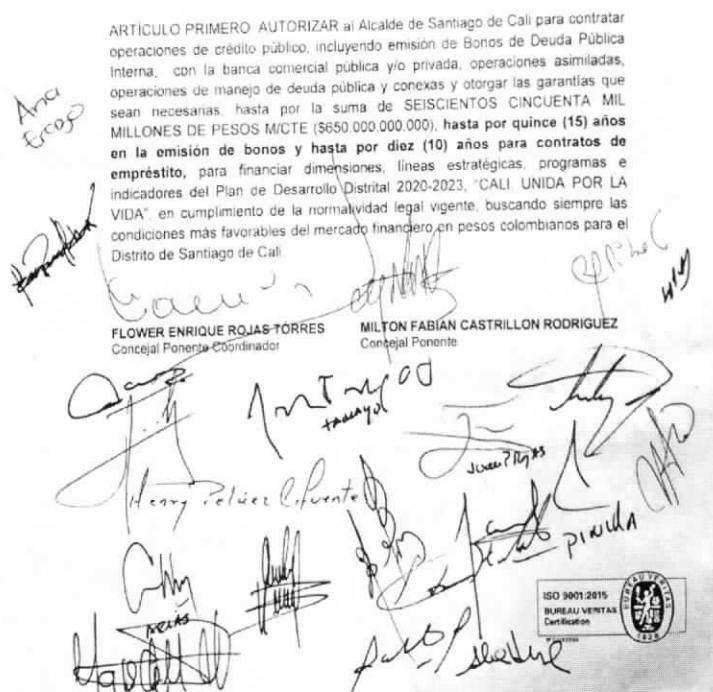 ARTÍCULO PRIMERO AUTORIZAR al Alcalde de Santiago de Cali para contratar
operaciones de crédito público, incluyendo emisión de Bonos de Deuda Pública
Interna, con la banca comercial pública y/o privada, operaciones asimiladas,
operaciones de manejo de deuda pública y conexas y otorgar las garantías que
sean necesarias, hasta por la suma de SEISCIENTOS CINCUENTA MIL
MILLONES DE PESOS M/CTE ($650.000.000.000), hasta por quince (15) años
en la emisión de bonos y hasta por diez (10) años para contratos de
empréstito, para financiar dimensiones, líneas estratégicas, programas e
indicadores del Plan de Desarrollo Distrital 2020-2023, "CALI, UNIDA POR LA
VIDA", en cumplimiento de la normatividad legal vigente, buscando siempre las
condiciones más favorables del mercado financiero en pesos colombianos para el
Distrito de Santiago de Cali
Ana
Erazo
FLOWER ENRIQUE ROJAS TORRES
Concejal Ponente Coordinador
MILTON FABIAN CASTRILLON RODRIGUEZ
Concejal Ponente
TAMAYO
Juan P Rojas
Henry Peláez Cifuentes
PINILLA
ARIAS
ISO 9001:2015
BUREAU VERITAS
Certification
BUREAU VERITAS
1828